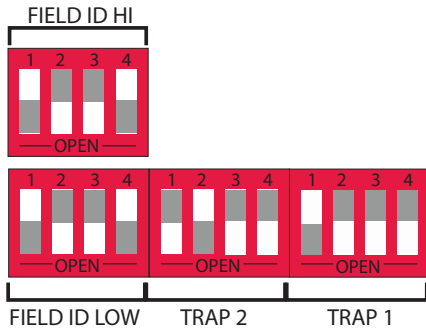 FIELD ID HI
1 2 3 4
OPEN
1 2 3 4 1 2 3 4 1 2 3 4
OPEN OPEN OPEN
FIELD ID LOW TRAP 2 TRAP 1